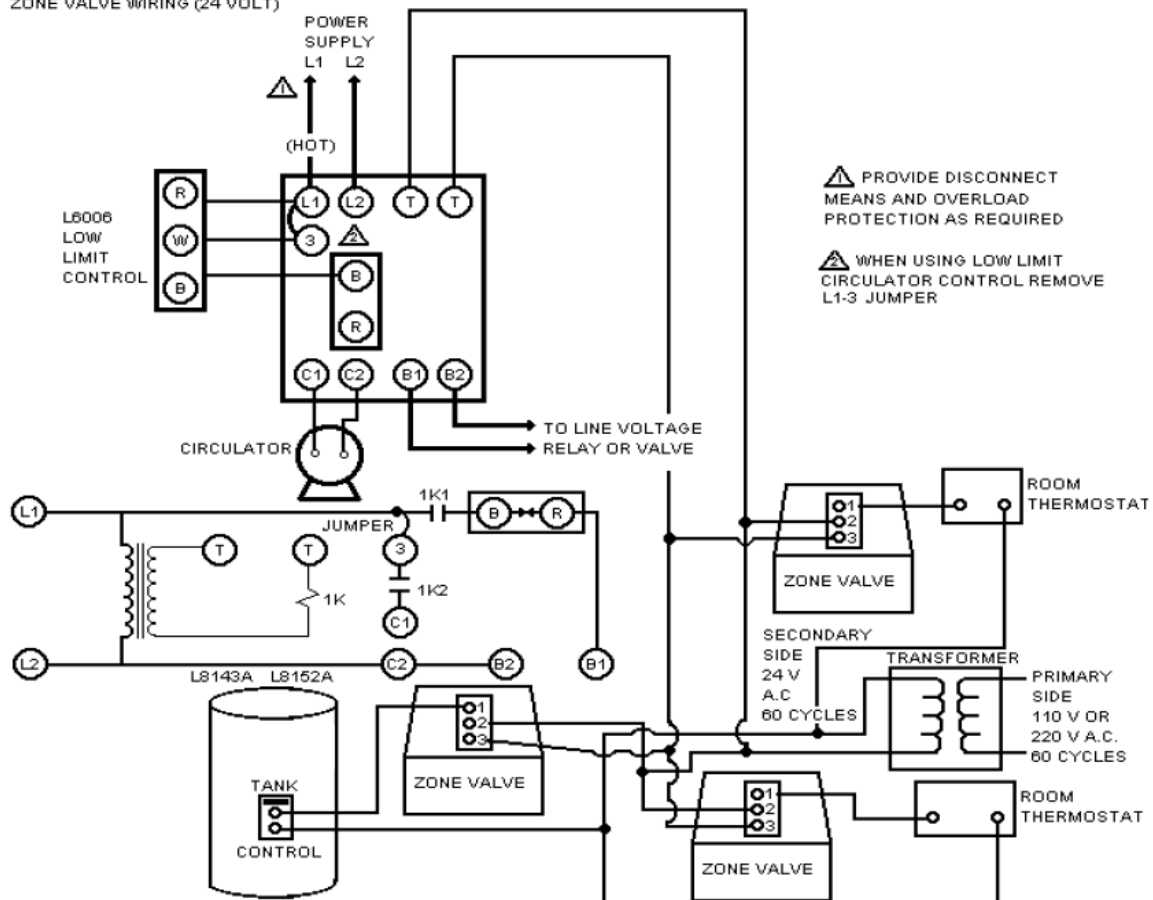 ZONE VALVE WIRING (24 VOLT)
POWER
SUPPLY
L1 L2
1
(HOT)
R
W
B
L6006
LOW
LIMIT
CONTROL
L1 L2 T T
3
2
B
R
C1 C2 B1 B2
1 PROVIDE DISCONNECT
MEANS AND OVERLOAD
PROTECTION AS REQUIRED
2 WHEN USING LOW LIMIT
CIRCULATOR CONTROL REMOVE
L1-3 JUMPER
TO LINE VOLTAGE
RELAY OR VALVE
CIRCULATOR
L1
1K1
B R
JUMPER
T T 3
1K
1K2
C1
L2 C2 B2 B1
L8143A L8152A
1
2
3
ZONE VALVE
ROOM
THERMOSTAT
SECONDARY
SIDE
24 V
A.C
60 CYCLES
TRANSFORMER
PRIMARY
SIDE
110 V OR
220 V A.C.
60 CYCLES
TANK
CONTROL
1
2
3
ZONE VALVE
1
2
3
ZONE VALVE
ROOM
THERMOSTAT